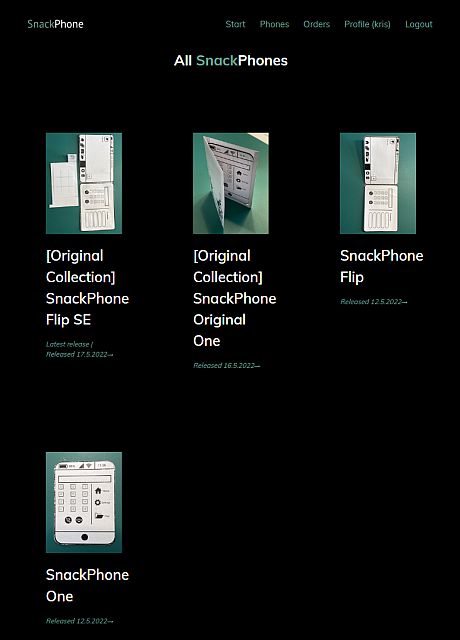 SnackPhone
Start Phones Orders Profile (kris) Logout
All SnackPhones
[Original
Collection]
SnackPhone
Flip SE
Latest release |
Released 17.5.2022→
[Original
Collection]
SnackPhone
Original
One
Released 16.5.2022→
SnackPhone
Flip
Released 12.5.2022→
SnackPhone
One
Released 12.5.2022→